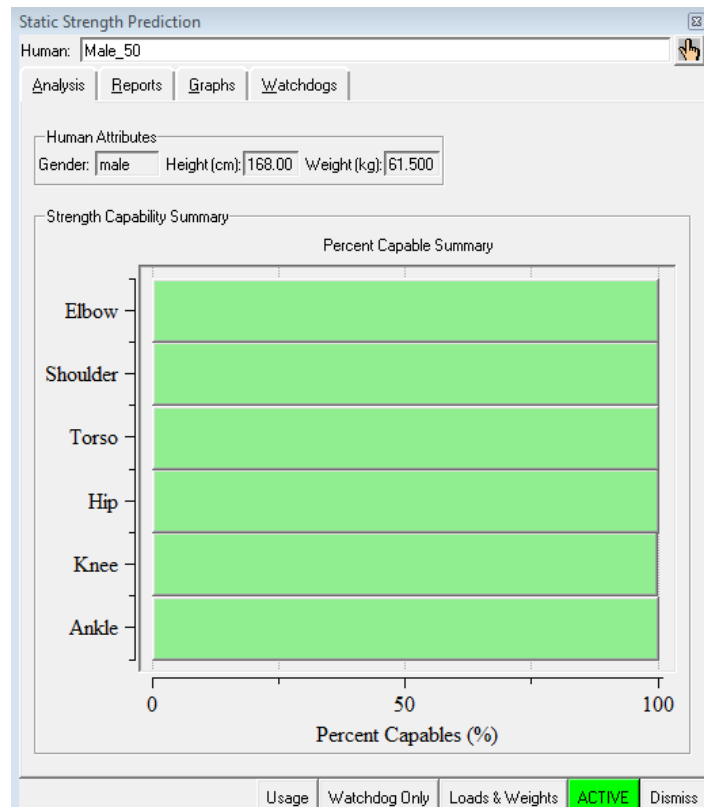 Static Strength Prediction
Human: Male_50
Analysis Reports Graphs Watchdogs
Human Attributes
Gender: male Height (cm): 168.00 Weight (kg): 61.500
Strength Capability Summary
Percent Capable Summary
Elbow
Shoulder
Torso
Hip
Knee
Ankle
0 50 100
Percent Capables (%)
Usage Watchdog Only Loads & Weights ACTIVE Dismiss